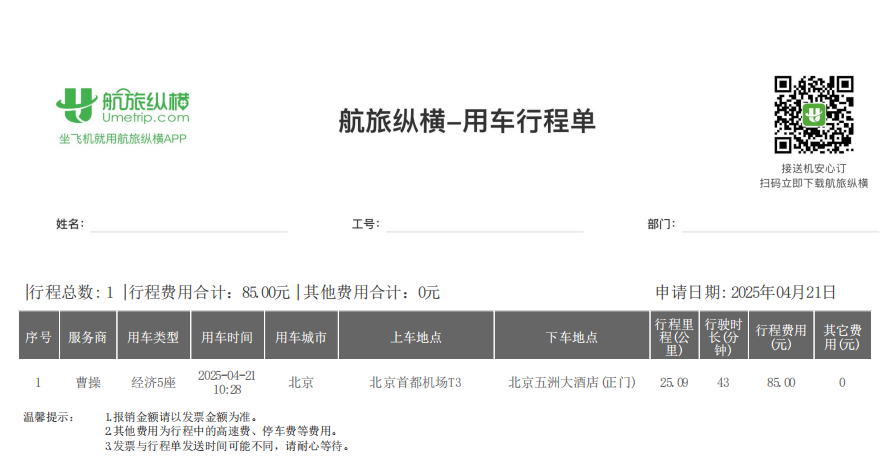 航旅纵横
Umetrip.com
坐飞机就用航旅纵横APP
航旅纵横-用车行程单
接送机安心订
扫码立即下载航旅纵横
姓名： 工号： 部门：
|行程总数: 1 |行程费用合计：85.00元 |其他费用合计：0元 申请日期: 2025年04月21日
序号 服务商 用车类型 用车时间 用车城市 上车地点 下车地点 行程里程(公里) 行驶时长(分钟) 行程费用(元) 其它费用(元)
1 曹操 经济5座 2025-04-21 10:28 北京 北京首都机场T3 北京五洲大酒店(正门) 25.09 43 85.00 0
温馨提示： 1.报销金额请以发票金额为准。
2.其他费用为行程中的高速费、停车费等费用。
3.发票与行程单发送时间可能不同，请耐心等待。